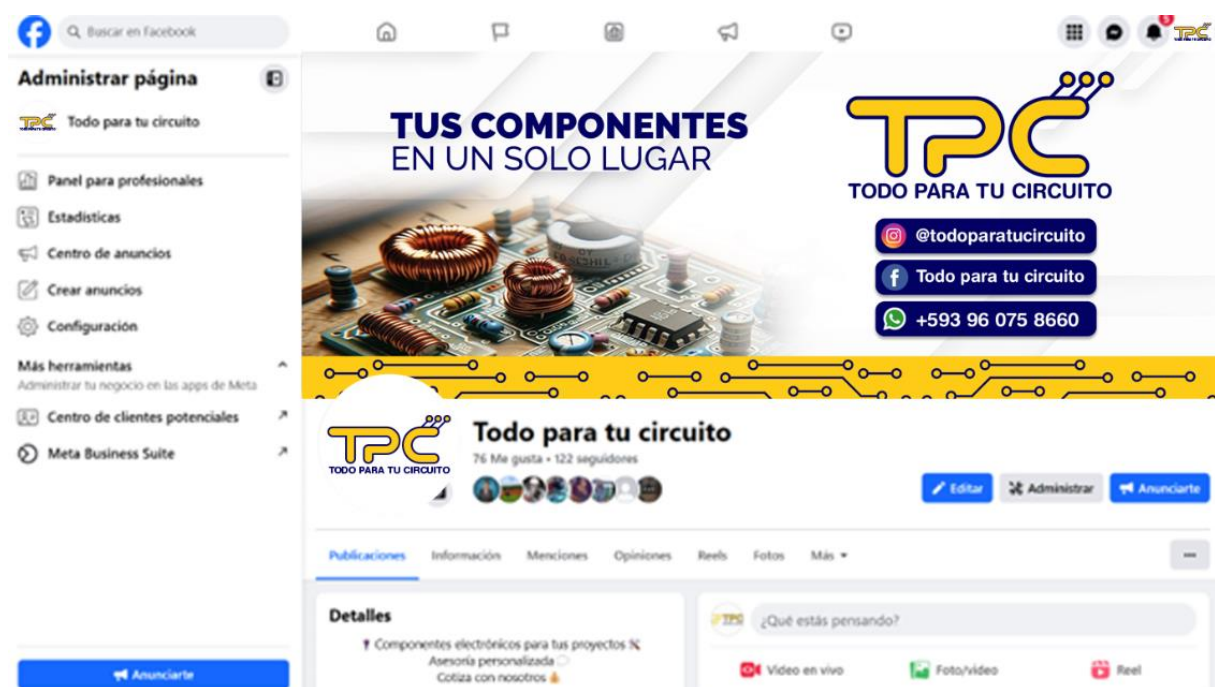 Buscar en Facebook
5
TPC
Administrar página
Todo para tu circuito
Panel para profesionales
Estadísticas
Centro de anuncios
Crear anuncios
Configuración
Más herramientas
Administrar tu negocio en las apps de Meta
Centro de clientes potenciales
Meta Business Suite
Anunciarte
TUS COMPONENTES
EN UN SOLO LUGAR
TPC
TODO PARA TU CIRCUITO
@todoparatucircuito
Todo para tu circuito
+593 96 075 8660
TPC
TODO PARA TU CIRCUITO
Todo para tu circuito
76 Me gusta • 122 seguidores
Editar
Administrar
Anunciarte
Publicaciones
Información
Menciones
Opiniones
Reels
Fotos
Más
Detalles
Componentes electrónicos para tus proyectos
Asesoría personalizada
Cotiza con nosotros
TPC
¿Qué estás pensando?
Video en vivo
Foto/video
Reel